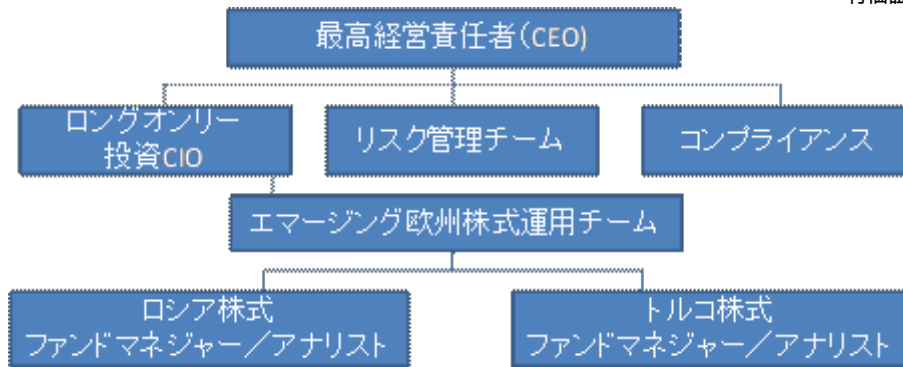 最高経営責任者(CEO)
ロングオンリー
投資CIO
リスク管理チーム
コンプライアンス
エマージング欧州株式運用チーム
ロシア株式
ファンドマネジャー/アナリスト
トルコ株式
ファンドマネジャー/アナリスト